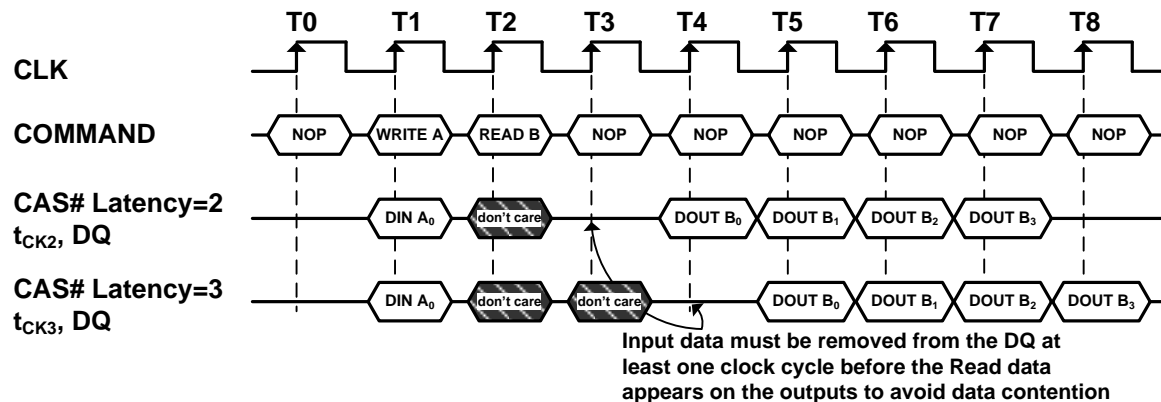 T0 T1 T2 T3 T4 T5 T6 T7 T8
CLK
COMMAND NOP WRITE A READ B NOP NOP NOP NOP NOP NOP
CAS# Latency=2
tCK2, DQ DIN A0 don't care DOUT B0 DOUT B1 DOUT B2 DOUT B3
CAS# Latency=3
tCK3, DQ DIN A0 don't care don't care DOUT B0 DOUT B1 DOUT B2 DOUT B3
Input data must be removed from the DQ at
least one clock cycle before the Read data
appears on the outputs to avoid data contention